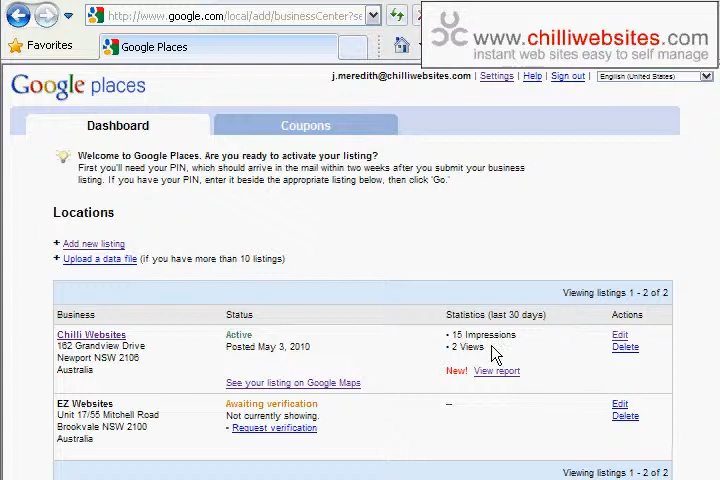 http://www.google.com/local/add/businessCenter?se
www.chilliwebsites.com
instant web sites easy to self manage
Favorites
Google Places
Google places
j.meredith@chilliwebsites.com | Settings | Help | Sign out | English (United States)
Dashboard
Coupons
Welcome to Google Places. Are you ready to activate your listing?
First you'll need your PIN, which should arrive in the mail within two weeks after you submit your business
listing. If you have your PIN, enter it beside the appropriate listing below, then click 'Go.'
Locations
+ Add new listing
+ Upload a data file (if you have more than 10 listings)
Viewing listings 1 - 2 of 2
Business Status Statistics (last 30 days) Actions
Chilli Websites Active • 15 Impressions Edit
162 Grandview Drive Posted May 3, 2010 • 2 Views Delete
Newport NSW 2106
Australia New! View report
See your listing on Google Maps
EZ Websites Awaiting verification -- Edit
Unit 17/55 Mitchell Road Not currently showing. Delete
Brookvale NSW 2100 - Request verification
Australia
Viewing listings 1 - 2 of 2